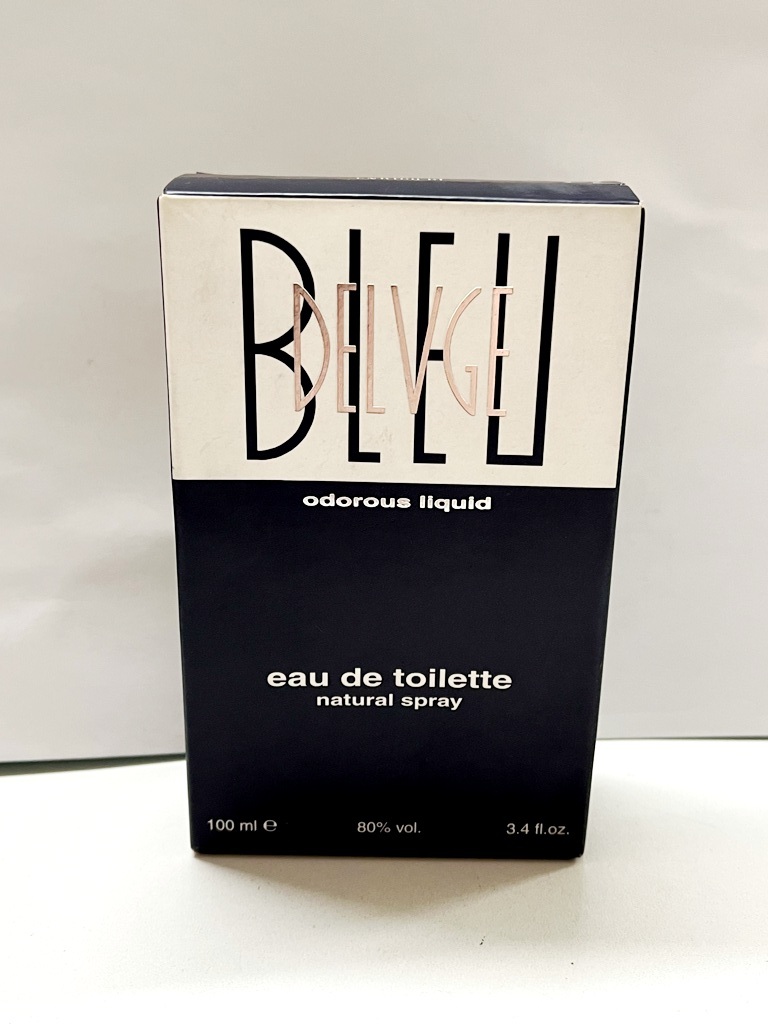 BLEU
DELVGE
odorous liquid
eau de toilette
natural spray
100 ml ℮ 80% vol. 3.4 fl.oz.